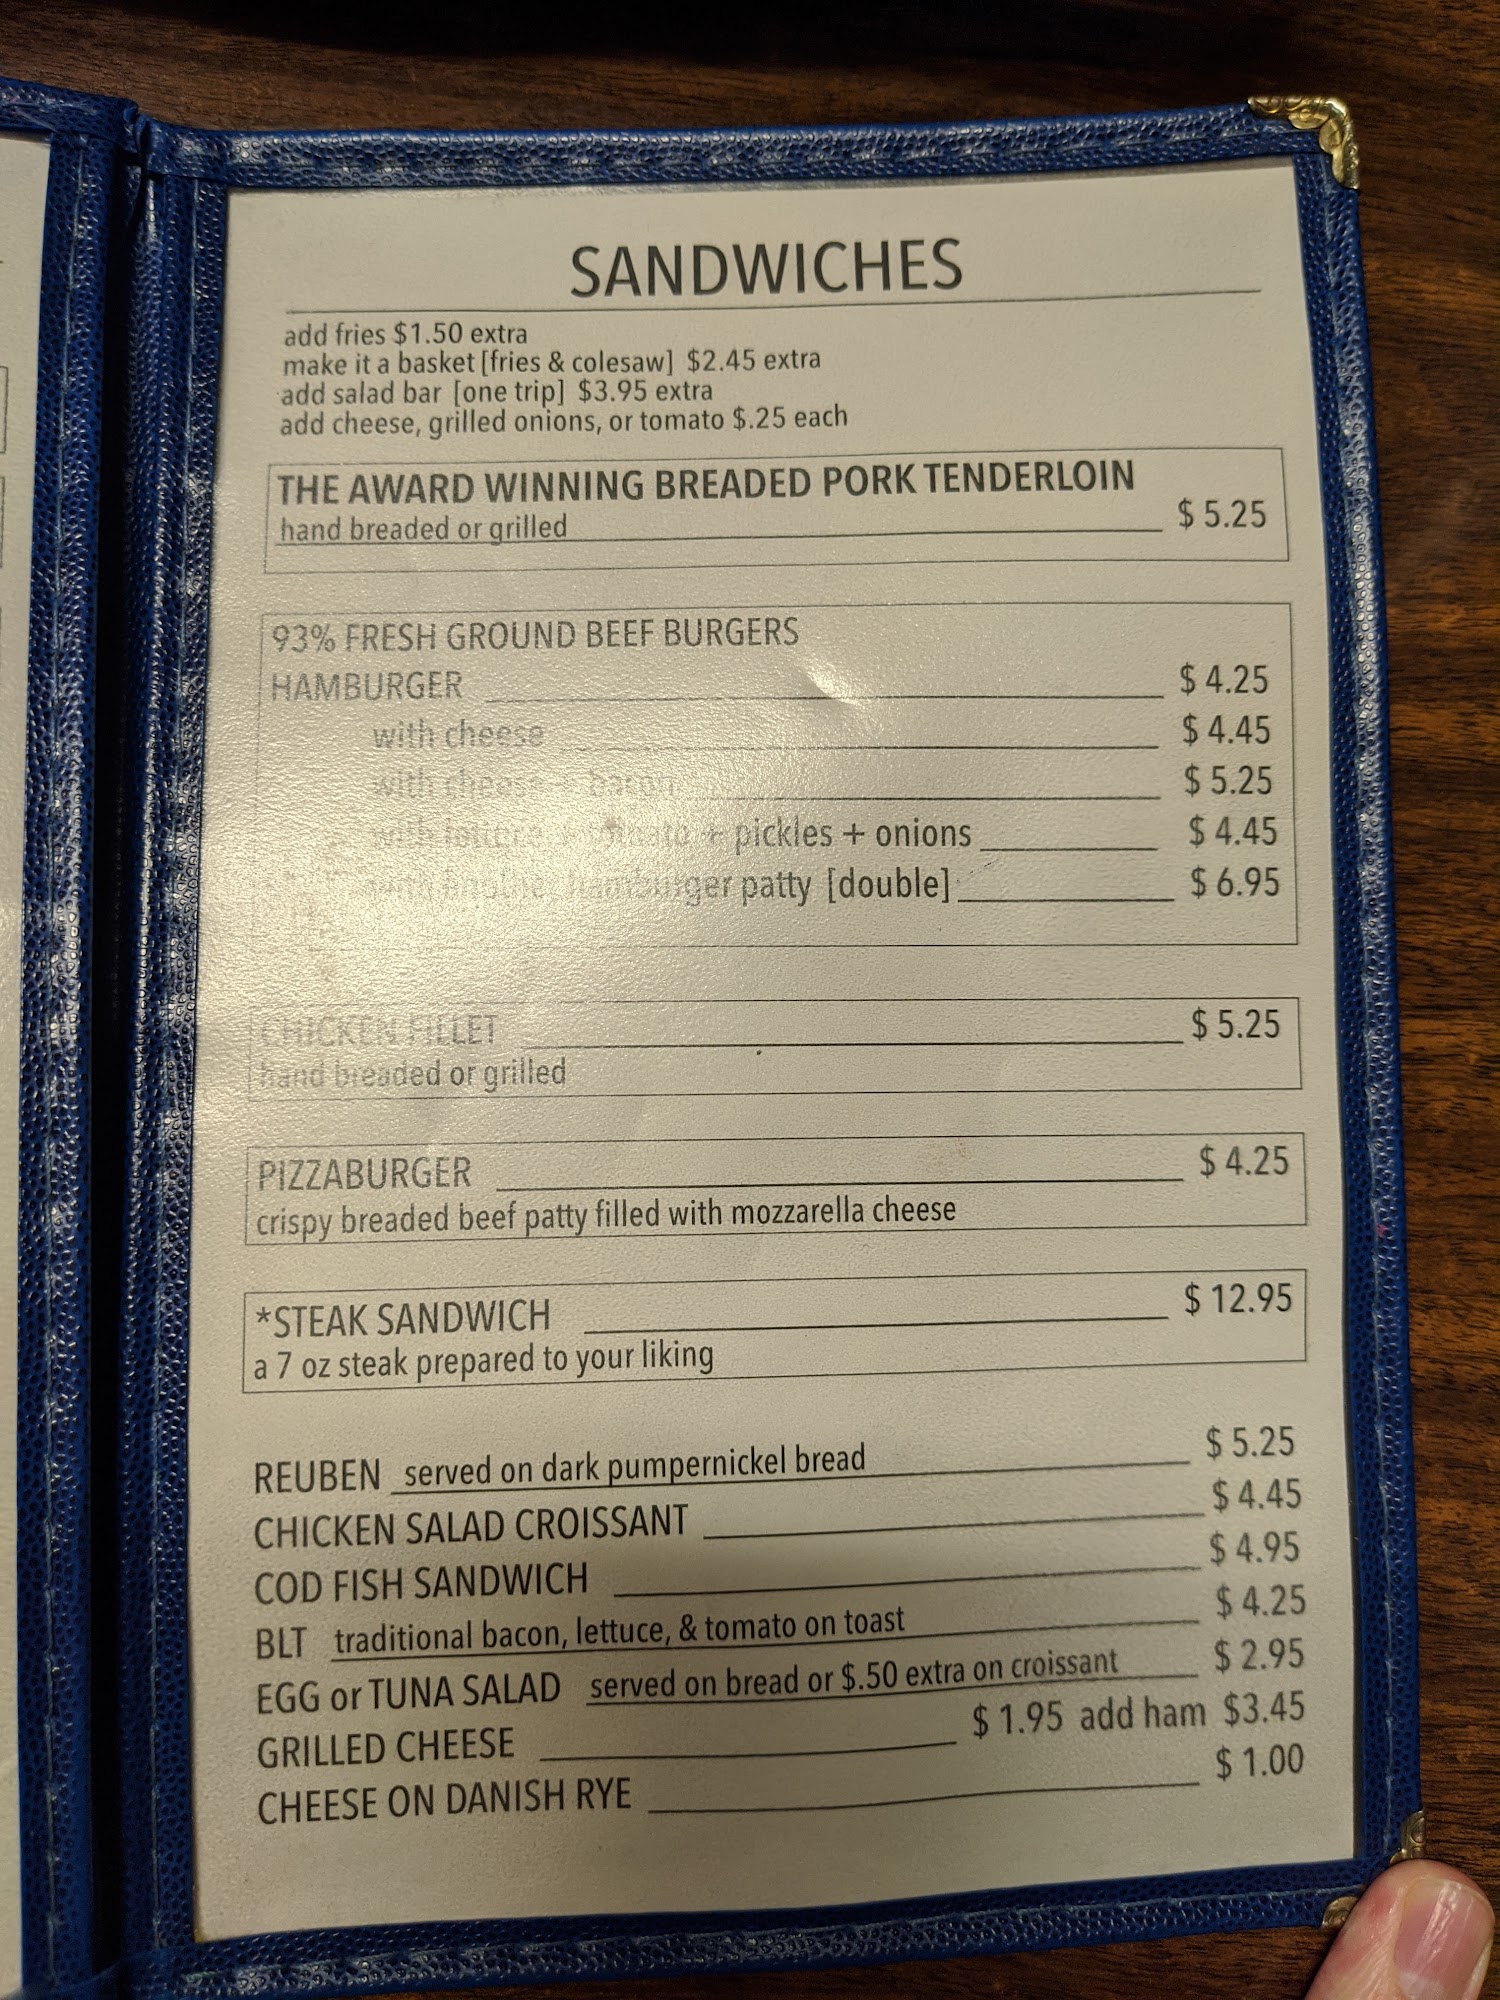 SANDWICHES
add fries $1.50 extra
make it a basket [fries & colesaw] $2.45 extra
add salad bar [one trip] $3.95 extra
add cheese, grilled onions, or tomato $.25 each
THE AWARD WINNING BREADED PORK TENDERLOIN
hand breaded or grilled $ 5.25
93% FRESH GROUND BEEF BURGERS
HAMBURGER $ 4.25
with cheese $ 4.45
with cheese + bacon $ 5.25
with lettuce + tomato + pickles + onions $ 4.45
with hamburger patty [double] $ 6.95
CHICKEN FILLET $ 5.25
hand breaded or grilled
PIZZABURGER $ 4.25
crispy breaded beef patty filled with mozzarella cheese
*STEAK SANDWICH $ 12.95
a 7 oz steak prepared to your liking
REUBEN served on dark pumpernickel bread $ 5.25
CHICKEN SALAD CROISSANT $ 4.45
COD FISH SANDWICH $ 4.95
BLT traditional bacon, lettuce, & tomato on toast $ 4.25
EGG or TUNA SALAD served on bread or $.50 extra on croissant $ 2.95
GRILLED CHEESE $ 1.95 add ham $3.45
CHEESE ON DANISH RYE $ 1.00